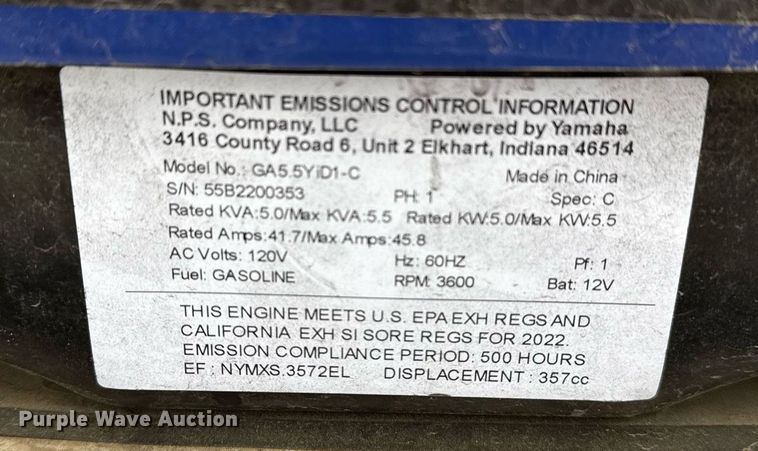 IMPORTANT EMISSIONS CONTROL INFORMATION
N.P.S. Company, LLC Powered by Yamaha
3416 County Road 6, Unit 2 Elkhart, Indiana 46514
Model No.: GA5.5YiD1-C Made in China
S/N: 55B2200353 PH: 1 Spec: C
Rated KVA:5.0/Max KVA:5.5 Rated KW:5.0/Max KW:5.5
Rated Amps:41.7/Max Amps:45.8
AC Volts: 120V Hz: 60HZ Pf: 1
Fuel: GASOLINE RPM: 3600 Bat: 12V
THIS ENGINE MEETS U.S. EPA EXH REGS AND
CALIFORNIA EXH SI SORE REGS FOR 2022.
EMISSION COMPLIANCE PERIOD: 500 HOURS
EF : NYMXS.3572EL DISPLACEMENT : 357cc
Purple Wave Auction